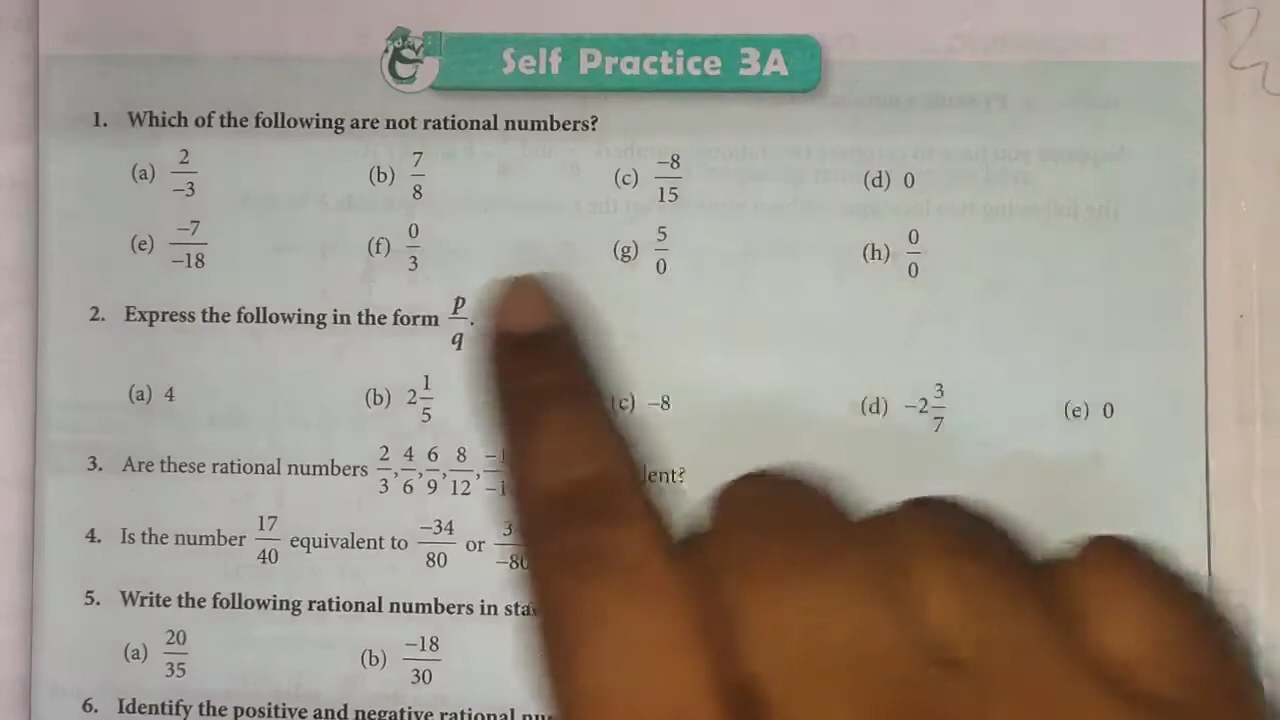 Self Practice 3A
1. Which of the following are not rational numbers?
(a) 2/-3 (b) 7/8 (c) -8/15 (d) 0
(e) -7/-18 (f) 0/3 (g) 5/0 (h) 0/0
2. Express the following in the form p/q.
(a) 4 (b) 2 1/5 (c) -8 (d) -2 3/7 (e) 0
3. Are these rational numbers 2/3, 4/6, 6/9, 8/12,
4. Is the number 17/40 equivalent to -34/80 or
5. Write the following rational numbers in
(a) 20/35 (b) -18/30
6. Identify the positive and negative rational